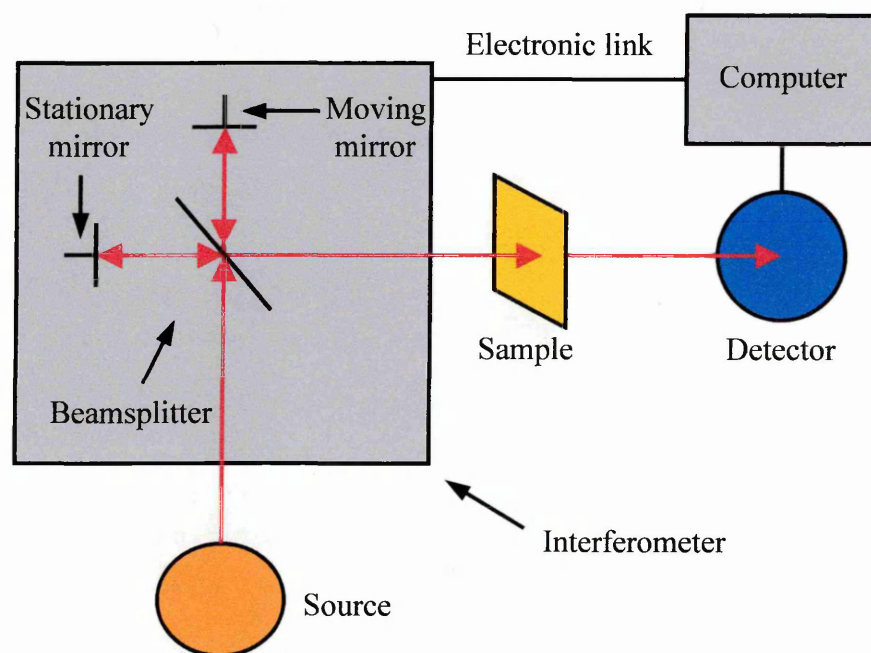 Electronic link
Computer
Stationary
mirror
Moving
mirror
Sample
Detector
Beamsplitter
Interferometer
Source